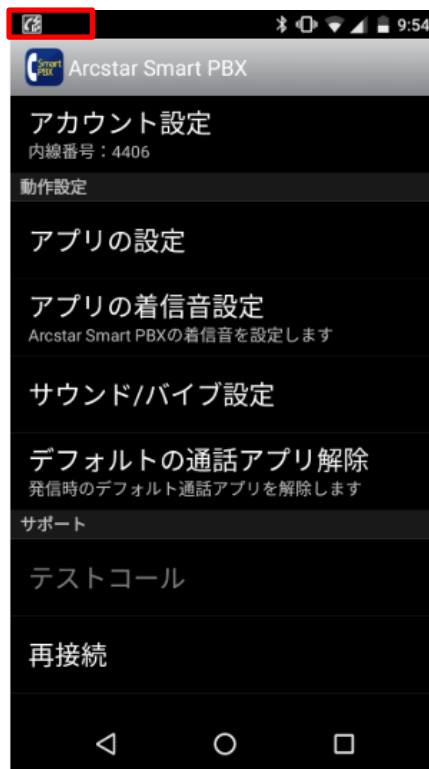 9:54
Smart PBX Arcstar Smart PBX
アカウント設定
内線番号：4406
動作設定
アプリの設定
アプリの着信音設定
Arcstar Smart PBXの着信音を設定します
サウンド/バイブ設定
デフォルトの通話アプリ解除
発信時のデフォルト通話アプリを解除します
サポート
テストコール
再接続